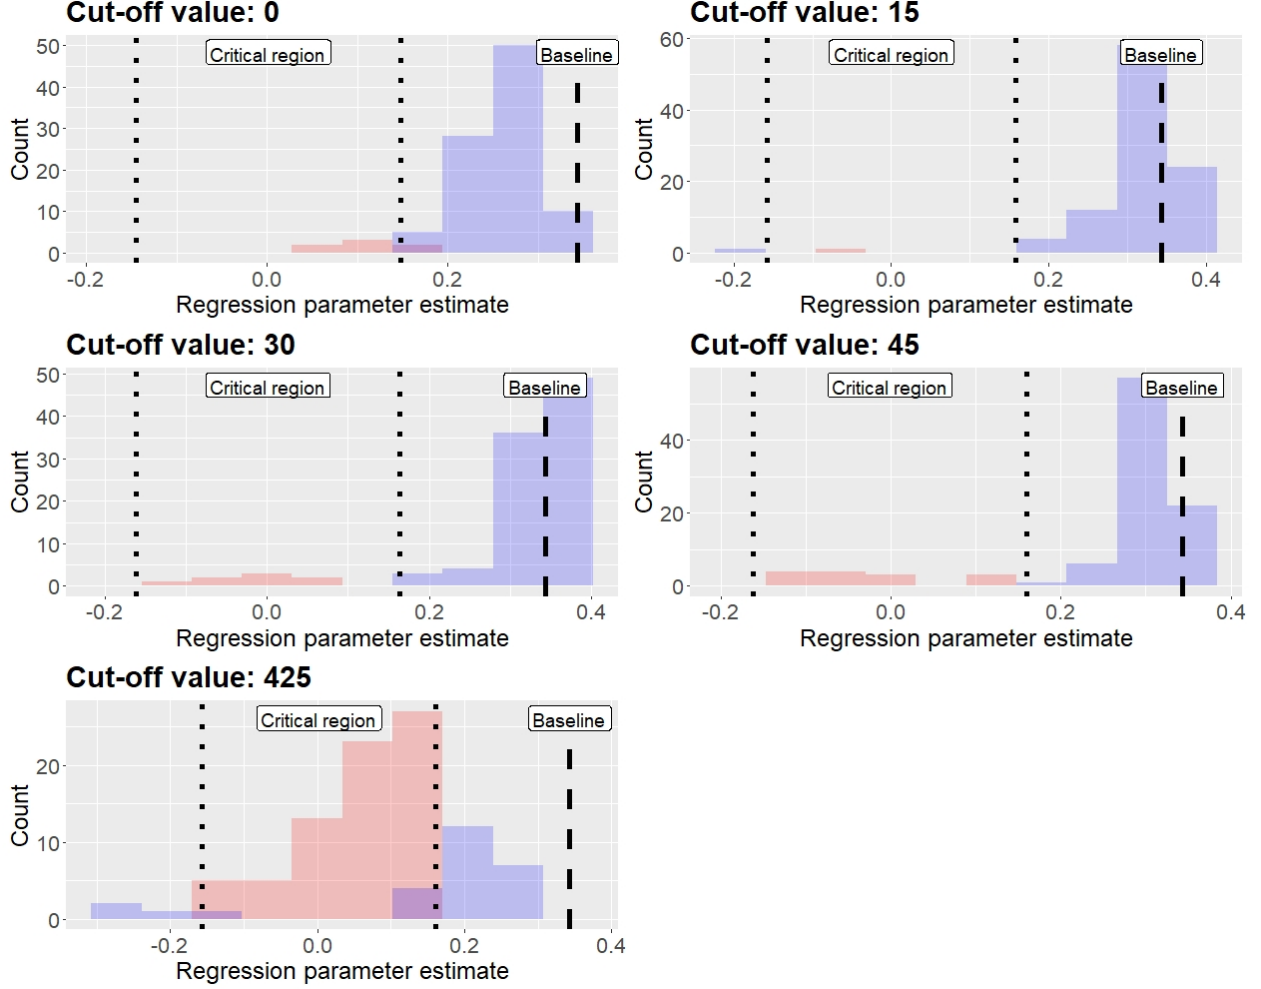 Cut-off value: 0
Critical region
Baseline
Count
50
40
30
20
10
0
-0.2
0.0
0.2
Regression parameter estimate
Cut-off value: 15
Critical region
Baseline
Count
60
40
20
0
-0.2
0.0
0.2
0.4
Regression parameter estimate
Cut-off value: 30
Critical region
Baseline
Count
50
40
30
20
10
0
-0.2
0.0
0.2
0.4
Regression parameter estimate
Cut-off value: 45
Critical region
Baseline
Count
40
20
0
-0.2
0.0
0.2
0.4
Regression parameter estimate
Cut-off value: 425
Critical region
Baseline
Count
20
10
0
-0.2
0.0
0.2
0.4
Regression parameter estimate